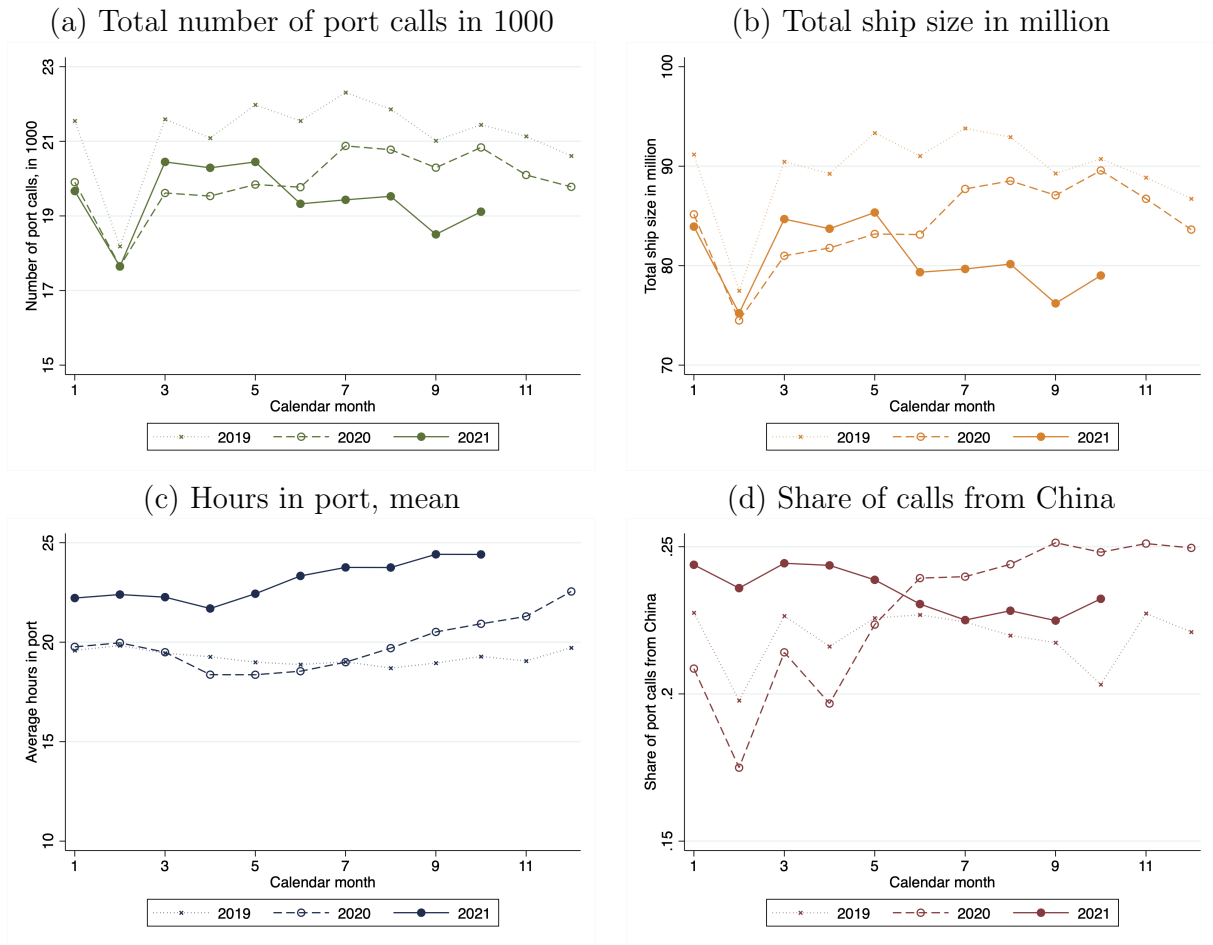 (a) Total number of port calls in 1000
Number of port calls, in 1000
23
21
19
17
15
1 3 5 7 9 11
Calendar month
2019 2020 2021
(b) Total ship size in million
Total ship size in million
100
90
80
70
1 3 5 7 9 11
Calendar month
2019 2020 2021
(c) Hours in port, mean
Average hours in port
25
20
15
10
1 3 5 7 9 11
Calendar month
2019 2020 2021
(d) Share of calls from China
Share of port calls from China
.25
.2
.15
1 3 5 7 9 11
Calendar month
2019 2020 2021